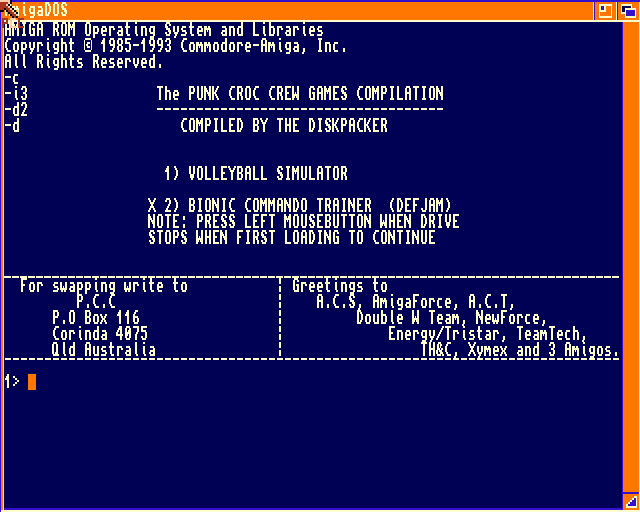 AmigaDOS
AMIGA ROM Operating System and Libraries
Copyright © 1985-1993 Commodore-Amiga, Inc.
All Rights Reserved.
-c
-i3 The PUNK CROC CREW GAMES COMPILATION
-d2 ------------------------------------
-d COMPILED BY THE DISKPACKER
1) VOLLEYBALL SIMULATOR
X 2) BIONIC COMMANDO TRAINER (DEFJAM)
NOTE: PRESS LEFT MOUSEBUTTON WHEN DRIVE
STOPS WHEN FIRST LOADING TO CONTINUE
For swapping write to ¦ Greetings to
P.C.C ¦ A.C.S, AmigaForce, A.C.T,
P.O Box 116 ¦ Double W Team, NewForce,
Corinda 4075 ¦ Energy/Tristar, TeamTech,
Qld Australia ¦ TH&C, Xymex and 3 Amigos.
1>